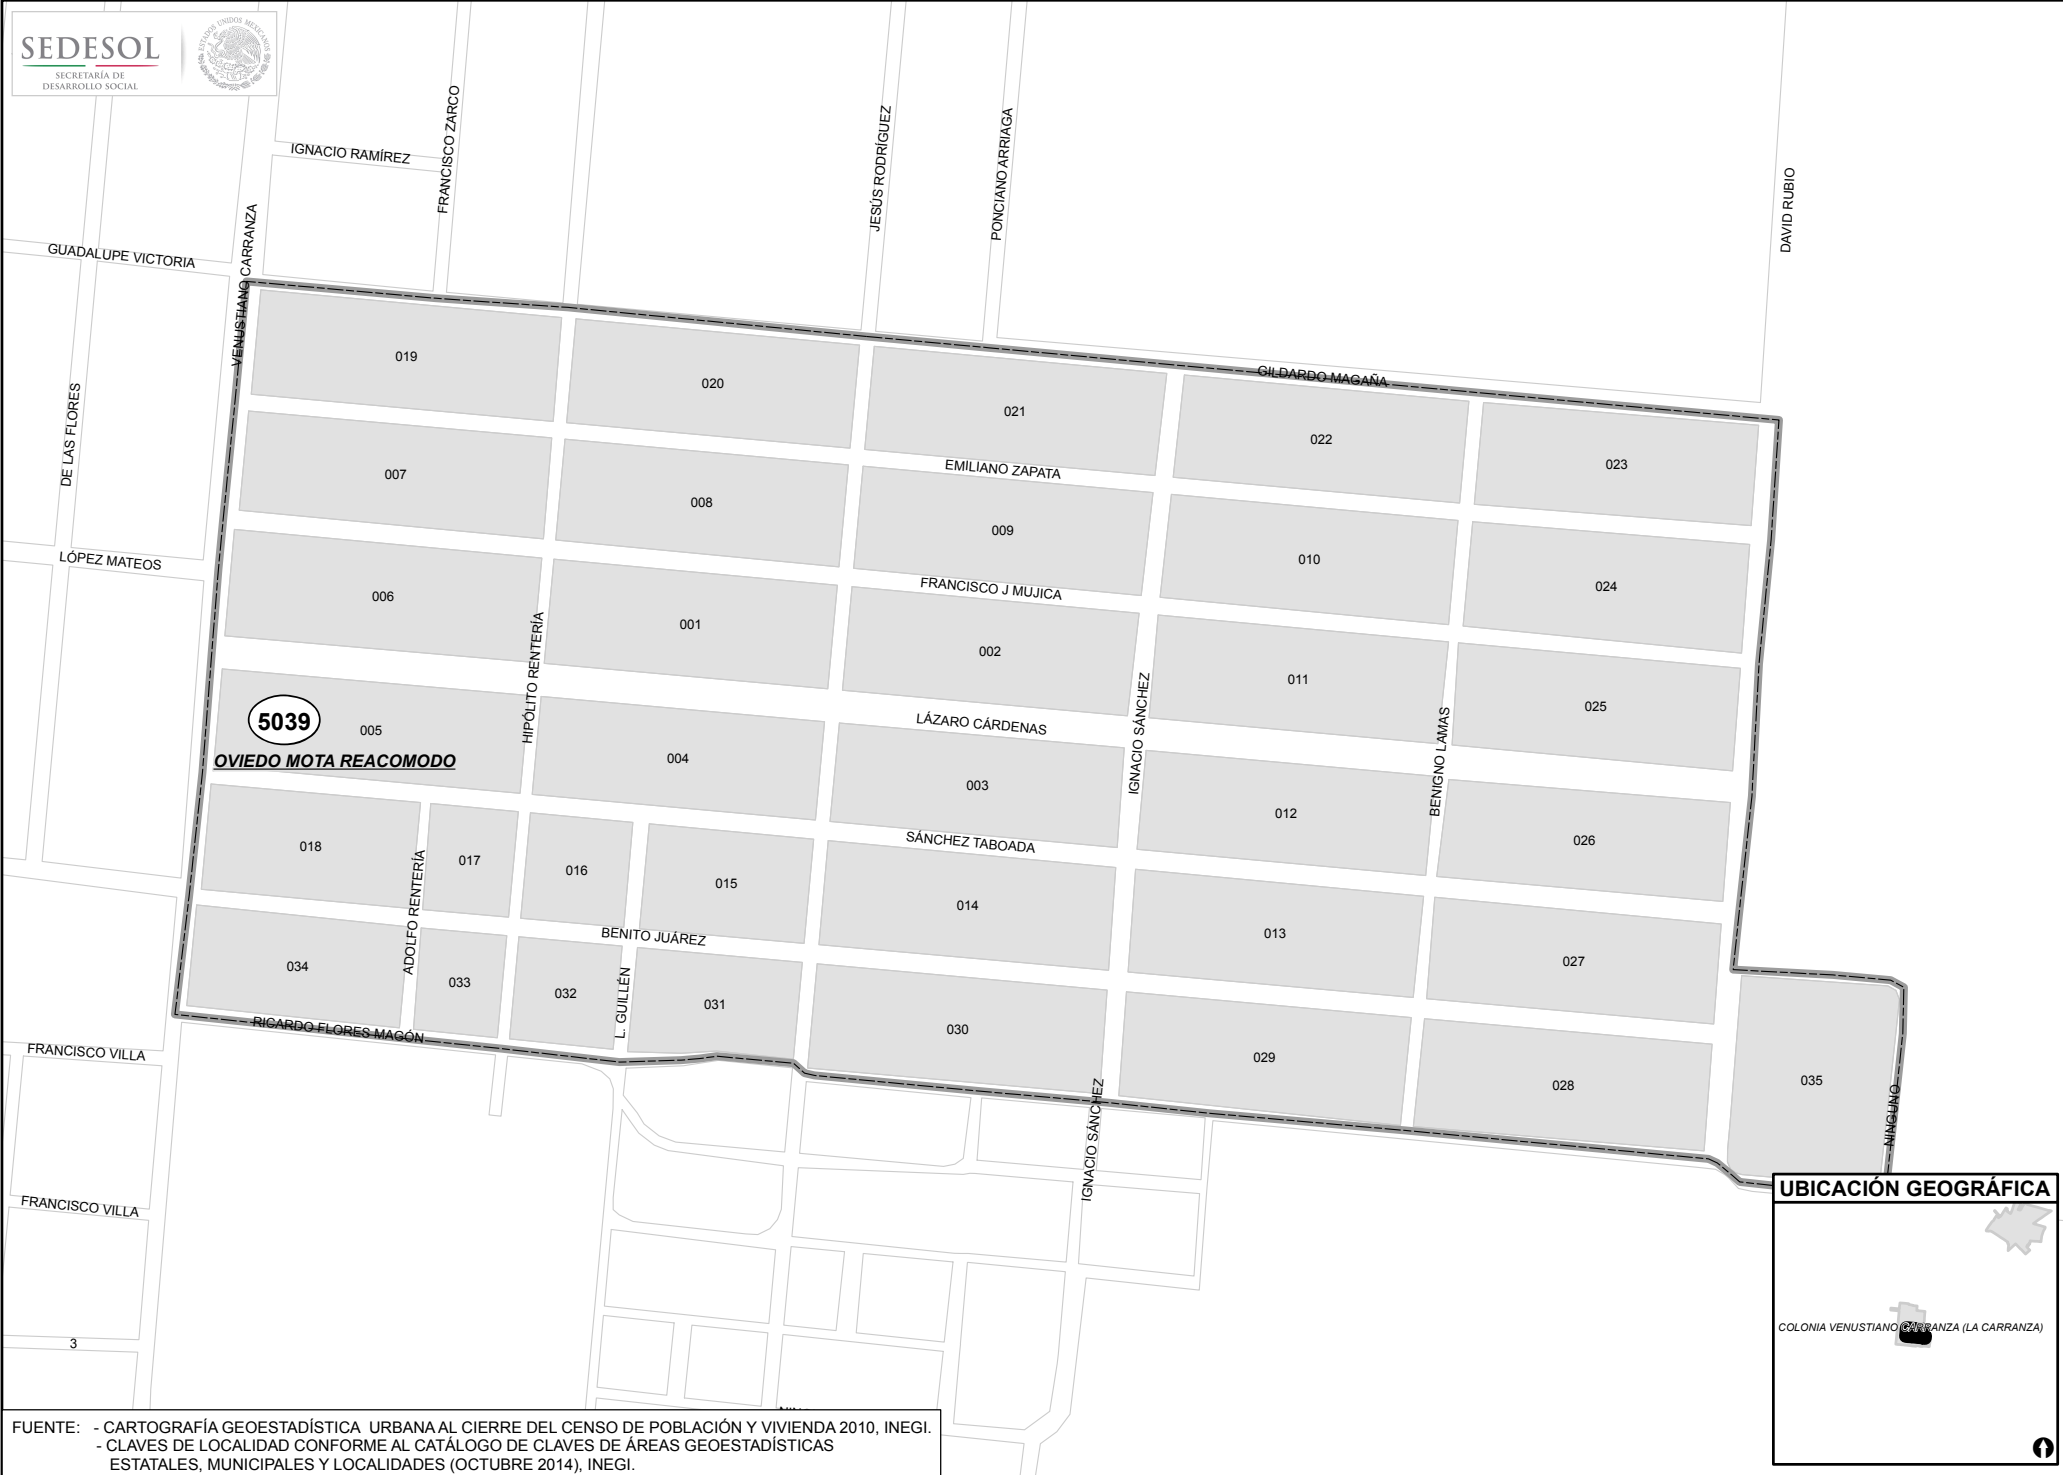 SEDESOL
SECRETARÍA DE
DESARROLLO SOCIAL
ESTADOS UNIDOS MEXICANOS
IGNACIO RAMÍREZ
FRANCISCO ZARCO
JESÚS RODRÍGUEZ
PONCIANO ARRIAGA
DAVID RUBIO
GUADALUPE VICTORIA
VENUSTIANO CARRANZA
DE LAS FLORES
GILDARDO MAGAÑA
019
020
021
022
023
EMILIANO ZAPATA
007
008
009
010
024
LÓPEZ MATEOS
FRANCISCO J MUJICA
006
001
002
011
025
HIPÓLITO RENTERÍA
IGNACIO SÁNCHEZ
BENIGNO LAMAS
LÁZARO CÁRDENAS
5039
005
OVIEDO MOTA REACOMODO
004
003
012
026
SÁNCHEZ TABOADA
018
017
016
015
014
013
027
ADOLFO RENTERÍA
BENITO JUÁREZ
034
033
032
031
030
029
028
035
L. GUILLÉN
RICARDO FLORES MAGÓN
IGNACIO SÁNCHEZ
NINGUNO
FRANCISCO VILLA
FRANCISCO VILLA
3
UBICACIÓN GEOGRÁFICA
COLONIA VENUSTIANO CARRANZA (LA CARRANZA)
FUENTE: - CARTOGRAFÍA GEOESTADÍSTICA URBANA AL CIERRE DEL CENSO DE POBLACIÓN Y VIVIENDA 2010, INEGI.
- CLAVES DE LOCALIDAD CONFORME AL CATÁLOGO DE CLAVES DE ÁREAS GEOESTADÍSTICAS
ESTATALES, MUNICIPALES Y LOCALIDADES (OCTUBRE 2014), INEGI.